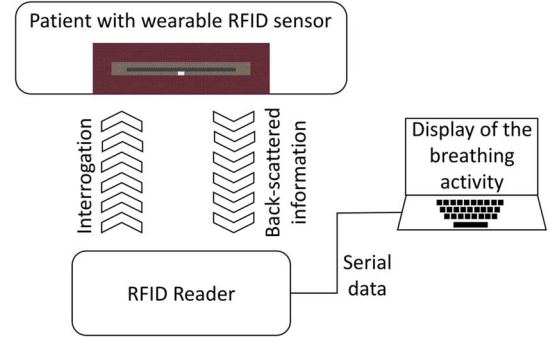 Patient with wearable RFID sensor
Interrogation
Back-scattered
information
Display of the
breathing
activity
RFID Reader
Serial
data